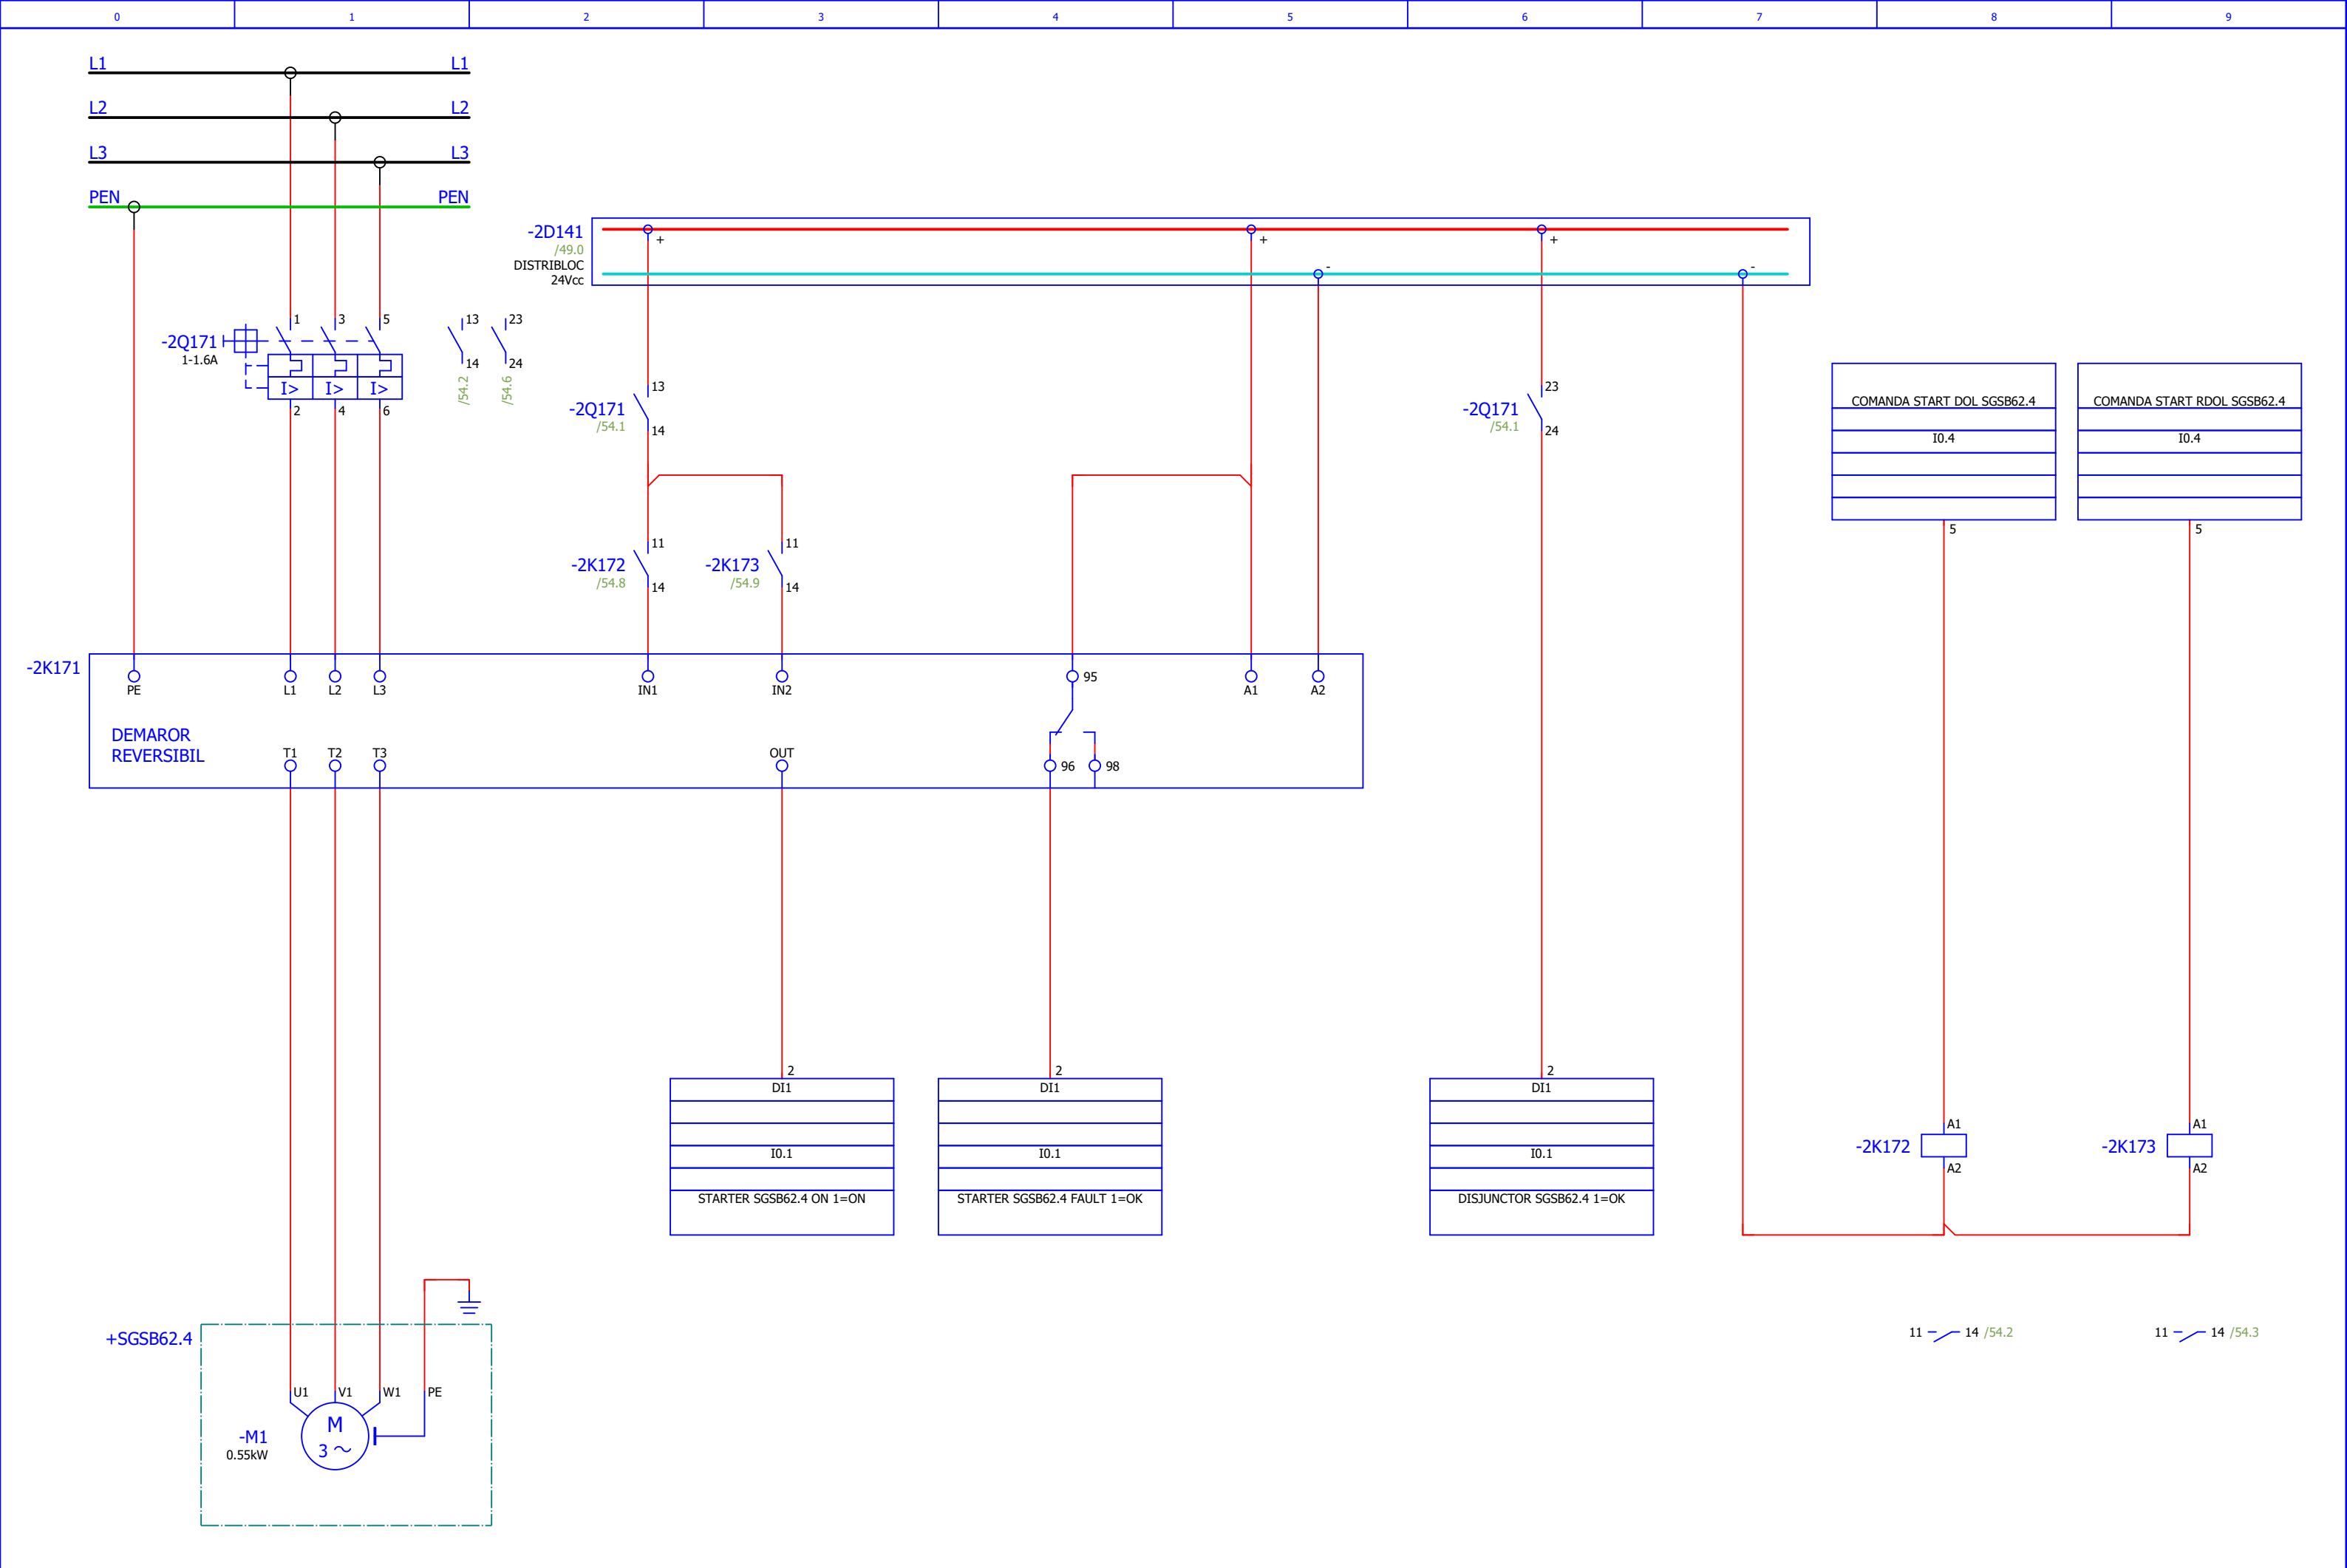 0 1 2 3 4 5 6 7 8 9
L1 L1
L2 L2
L3 L3
PEN PEN
-2D141
/49.0
DISTRIBLOC
24Vcc
+ + +
- -
-2Q171
1-1.6A
1 3 5
I> I> I>
2 4 6
13 23
14 24
/54.2 /54.6
-2Q171
/54.1
13
14
-2Q171
/54.1
23
24
-2K172
/54.8
11
14
-2K173
/54.9
11
14
COMANDA START DOL SGSB62.4
I0.4
5
COMANDA START RDOL SGSB62.4
I0.4
5
-2K171
PE L1 L2 L3 IN1 IN2 95 A1 A2
DEMAROR
REVERSIBIL
T1 T2 T3 OUT 96 98
2
DI1
I0.1
STARTER SGSB62.4 ON 1=ON
2
DI1
I0.1
STARTER SGSB62.4 FAULT 1=OK
2
DI1
I0.1
DISJUNCTOR SGSB62.4 1=OK
-2K172
A1
A2
-2K173
A1
A2
11 14 /54.2
11 14 /54.3
+SGSB62.4
U1 V1 W1 PE
-M1
0.55kW
M
3 ~